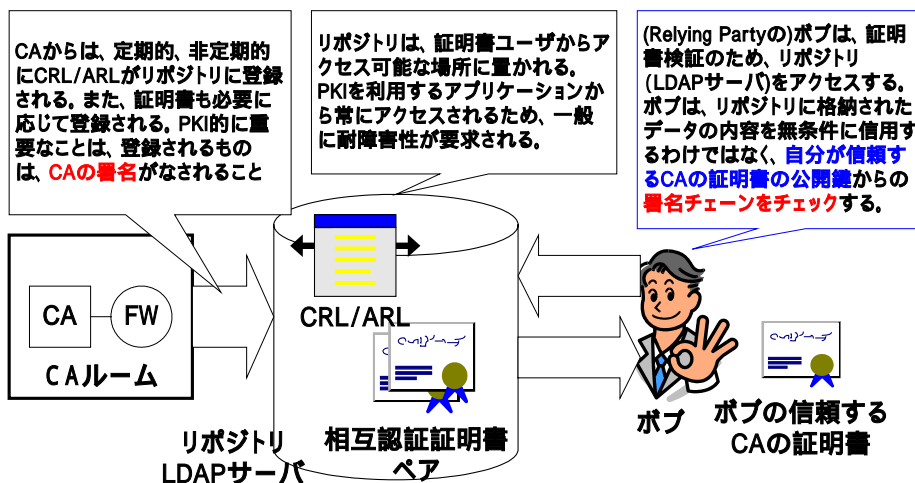 CAからは、定期的、非定期的
にCRL/ARLがリポジトリに登録
される。また、証明書も必要に
応じて登録される。PKI的に重
要なことは、登録されるもの
は、CAの署名がなされること
リポジトリは、証明書ユーザからア
クセス可能な場所に置かれる。
PKIを利用するアプリケーションか
ら常にアクセスされるため、一般
に耐障害性が要求される。
(Relying Partyの)ボブは、証明
書検証のため、リポジトリ
(LDAPサーバ)をアクセスする。
ボブは、リポジトリに格納された
データの内容を無条件に信用す
るわけではなく、自分が信頼す
るCAの証明書の公開鍵からの
署名チェーンをチェックする。
CA
FW
CAルーム
CRL/ARL
相互認証証明書
ペア
リポジトリ
LDAPサーバ
ボブ
ボブの信頼する
CAの証明書